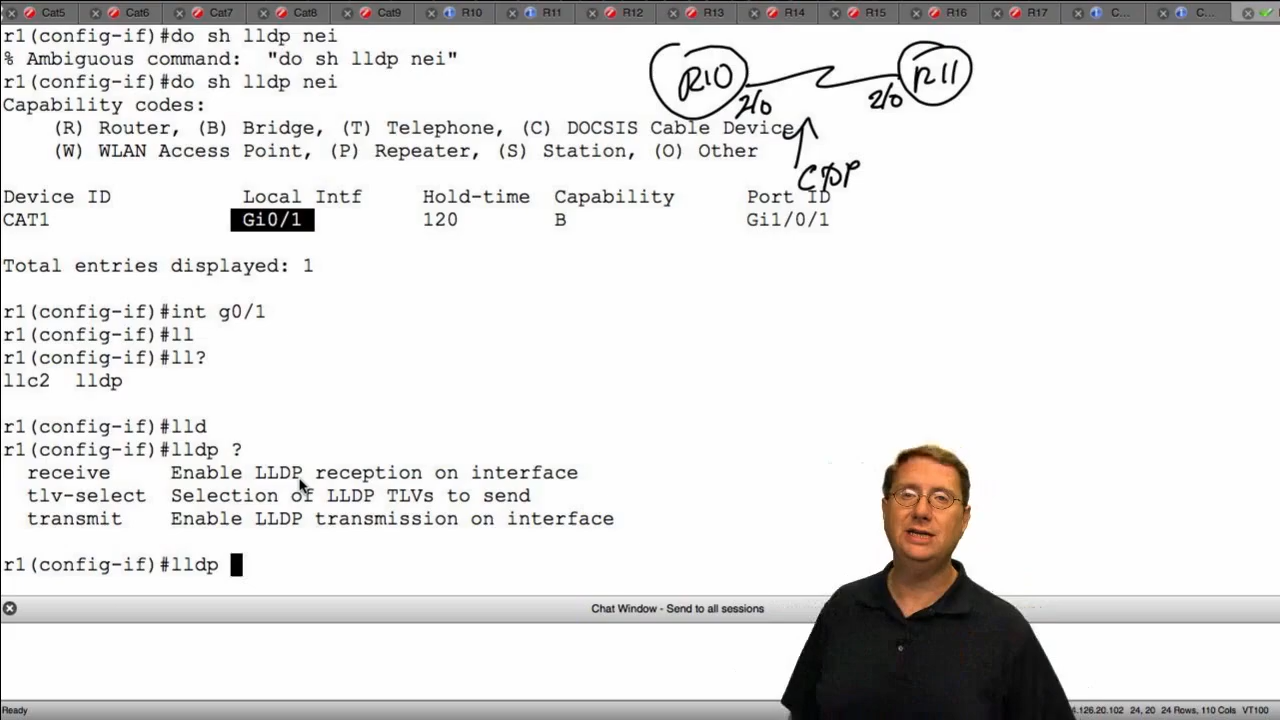 Cat5 Cat6 Cat7 Cat8 Cat9 R10 R11 R12 R13 R14 R15 R16 R17 C... C...
r1(config-if)#do sh lldp nei
% Ambiguous command:  "do sh lldp nei"
r1(config-if)#do sh lldp nei
Capability codes:
(R) Router, (B) Bridge, (T) Telephone, (C) DOCSIS Cable Device
(W) WLAN Access Point, (P) Repeater, (S) Station, (O) Other
R10 2/0 2/0 R11
CDP
Device ID Local Intf Hold-time Capability Port ID
CAT1 Gi0/1 120 B Gi1/0/1
Total entries displayed: 1
r1(config-if)#int g0/1
r1(config-if)#ll
r1(config-if)#ll?
llc2 lldp
r1(config-if)#lld
r1(config-if)#lldp ?
receive Enable LLDP reception on interface
tlv-select Selection of LLDP TLVs to send
transmit Enable LLDP transmission on interface
r1(config-if)#lldp
Chat Window - Send to all sessions
Ready
4.126.20.102 24, 20 24 Rows, 110 Cols VT100